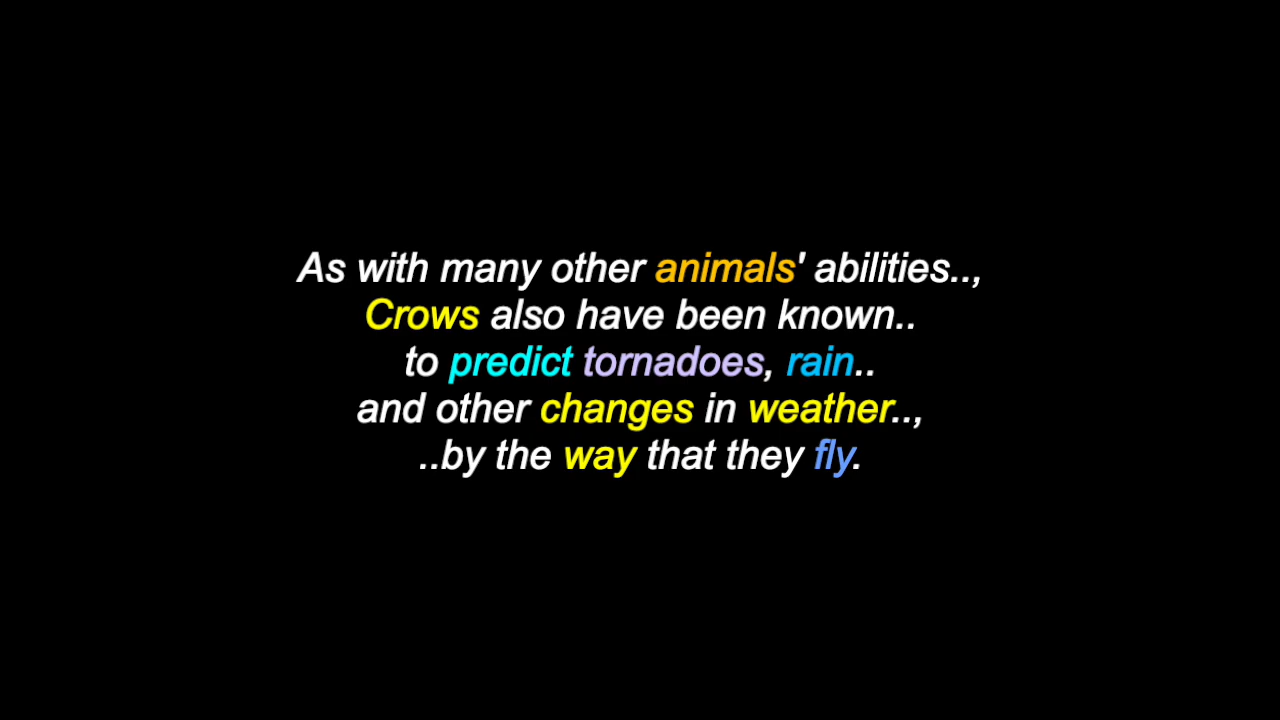 As with many other animals' abilities..,
Crows also have been known..
to predict tornadoes, rain..
and other changes in weather..,
..by the way that they fly.